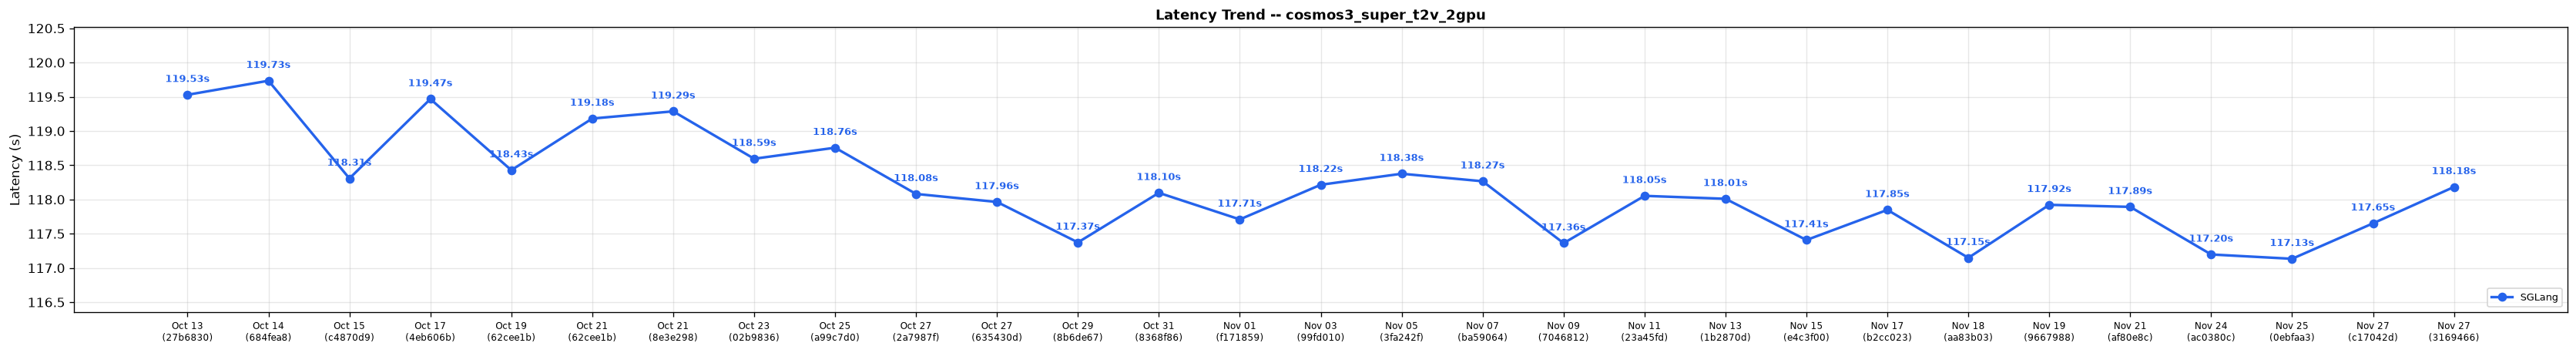 Latency Trend -- cosmos3_super_t2v_2gpu
Latency (s)
120.5
120.0
119.5
119.0
118.5
118.0
117.5
117.0
116.5
119.53s
119.73s
118.31s
119.47s
118.43s
119.18s
119.29s
118.59s
118.76s
118.08s
117.96s
117.37s
118.10s
117.71s
118.22s
118.38s
118.27s
117.36s
118.05s
118.01s
117.41s
117.85s
117.15s
117.92s
117.89s
117.20s
117.13s
117.65s
118.18s
SGLang
Oct 13
(27b6830)
Oct 14
(684fea8)
Oct 15
(c4870d9)
Oct 17
(4eb606b)
Oct 19
(62cee1b)
Oct 21
(62cee1b)
Oct 21
(8e3e298)
Oct 23
(02b9836)
Oct 25
(a99c7d0)
Oct 27
(2a7987f)
Oct 27
(635430d)
Oct 29
(8b6de67)
Oct 31
(8368f86)
Nov 01
(f171859)
Nov 03
(99fd010)
Nov 05
(3fa242f)
Nov 07
(ba59064)
Nov 09
(7046812)
Nov 11
(23a45fd)
Nov 13
(1b2870d)
Nov 15
(e4c3f00)
Nov 17
(b2cc023)
Nov 18
(aa83b03)
Nov 19
(9667988)
Nov 21
(af80e8c)
Nov 24
(ac0380c)
Nov 25
(0ebfaa3)
Nov 27
(c17042d)
Nov 27
(3169466)